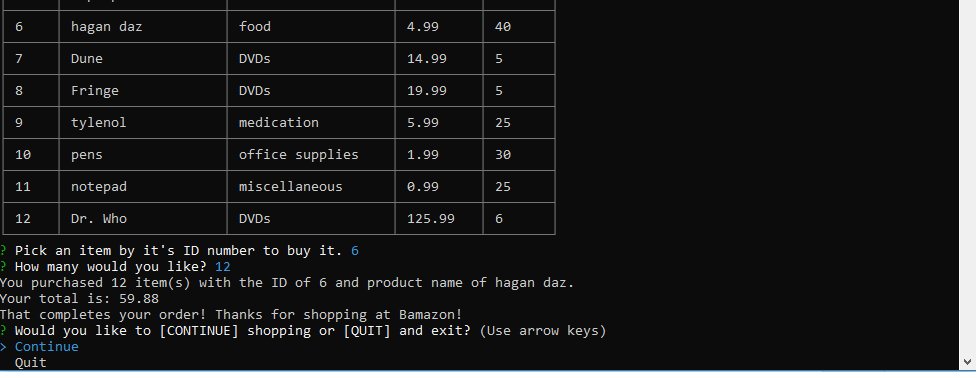 6 hagan daz food 4.99 40
7 Dune DVDs 14.99 5
8 Fringe DVDs 19.99 5
9 tylenol medication 5.99 25
10 pens office supplies 1.99 30
11 notepad miscellaneous 0.99 25
12 Dr. Who DVDs 125.99 6
? Pick an item by it's ID number to buy it. 6
? How many would you like? 12
You purchased 12 item(s) with the ID of 6 and product name of hagan daz.
Your total is: 59.88
That completes your order! Thanks for shopping at Bamazon!
? Would you like to [CONTINUE] shopping or [QUIT] and exit? (Use arrow keys)
> Continue
Quit